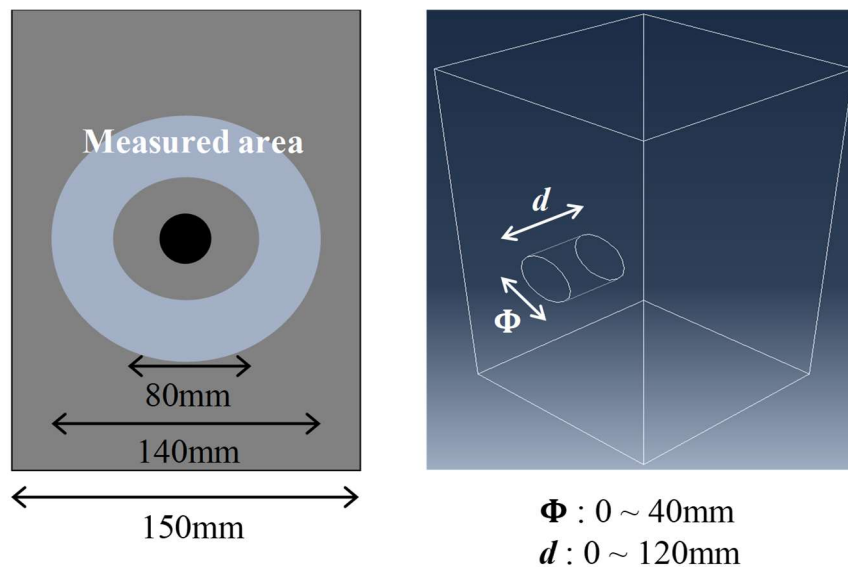 Measured area
80mm
140mm
150mm
d
Φ
Φ : 0 ~ 40mm
d : 0 ~ 120mm